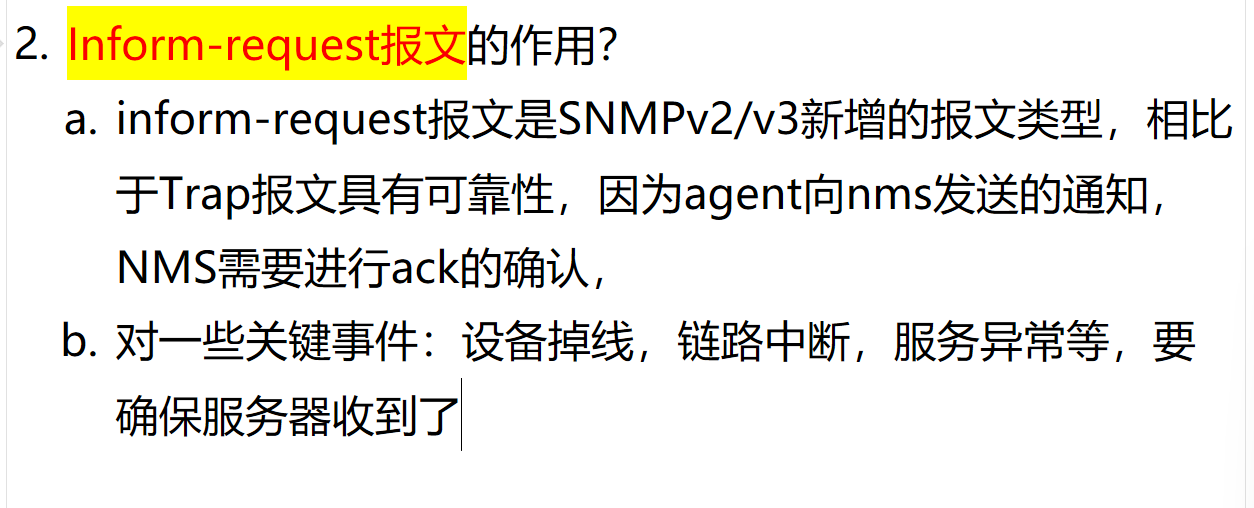 2. Inform-request报文的作用？
a. inform-request报文是SNMPv2/v3新增的报文类型，相比
于Trap报文具有可靠性，因为agent向nms发送的通知，
NMS需要进行ack的确认，
b. 对一些关键事件：设备掉线，链路中断，服务异常等，要
确保服务器收到了